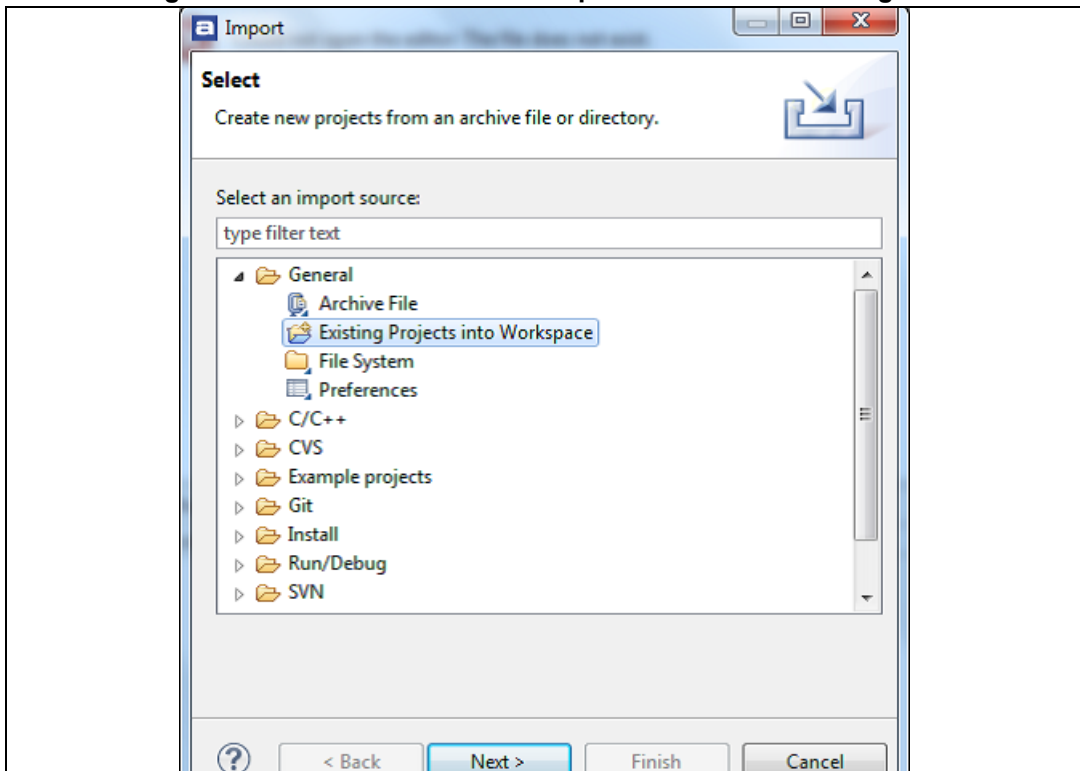 Import
Select
Create new projects from an archive file or directory.
Select an import source:
type filter text
General
Archive File
Existing Projects into Workspace
File System
Preferences
C/C++
CVS
Example projects
Git
Install
Run/Debug
SVN
? < Back Next > Finish Cancel